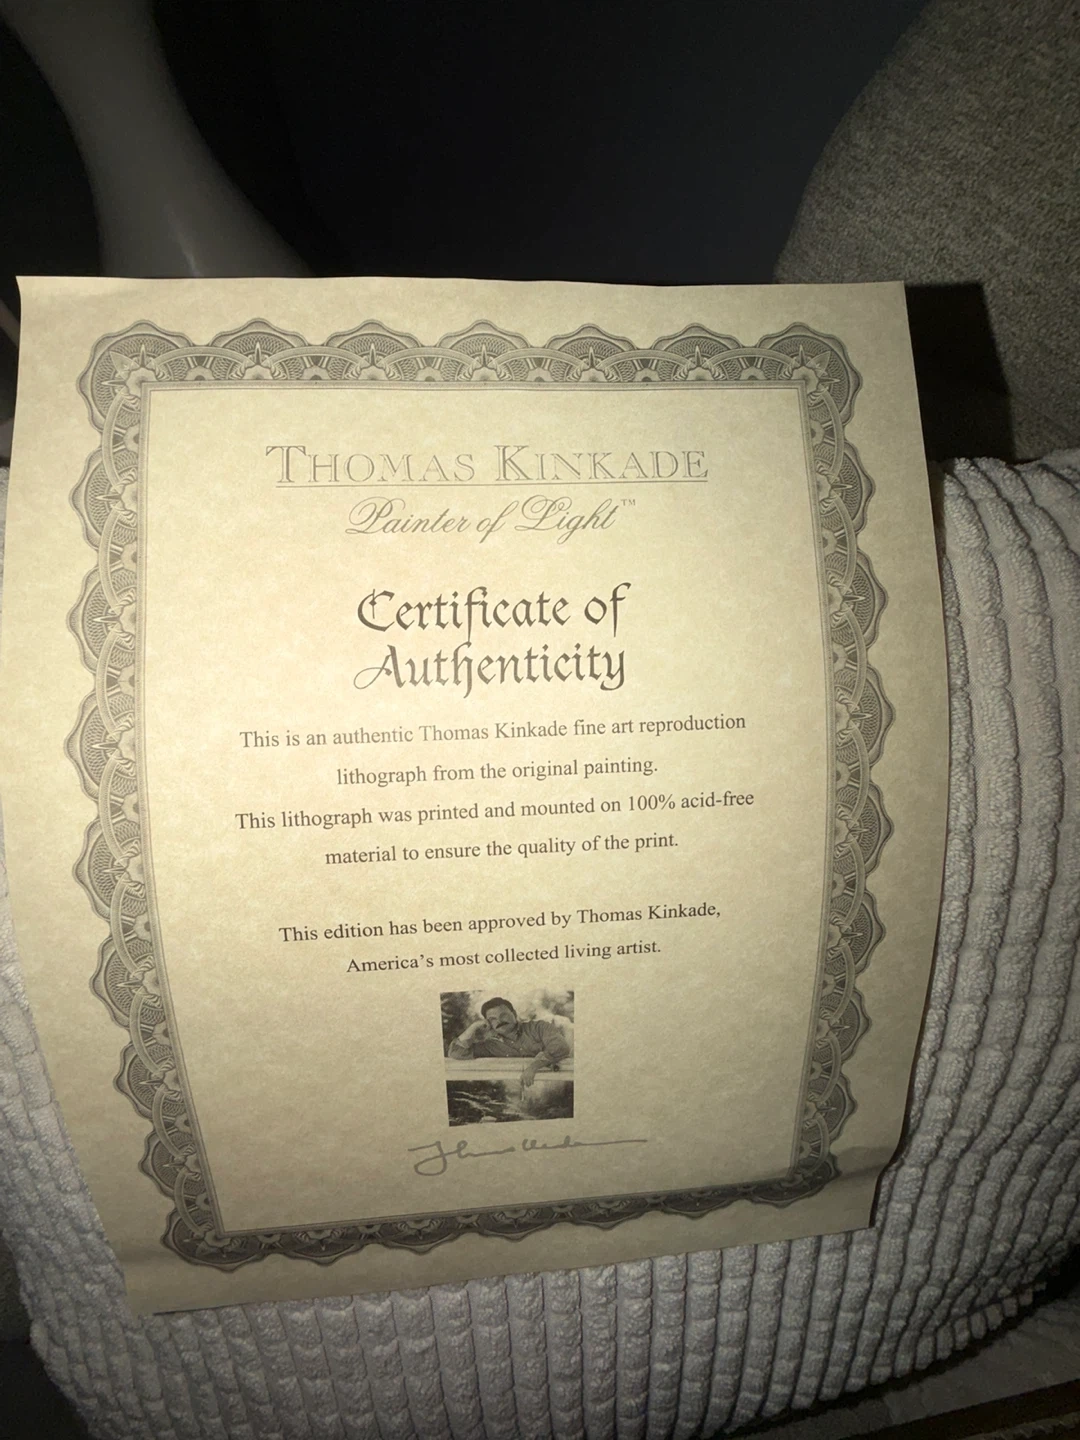 THOMAS KINKADE
Painter of Light™
Certificate of
Authenticity
This is an authentic Thomas Kinkade fine art reproduction
lithograph from the original painting.
This lithograph was printed and mounted on 100% acid-free
material to ensure the quality of the print.
This edition has been approved by Thomas Kinkade,
America's most collected living artist.